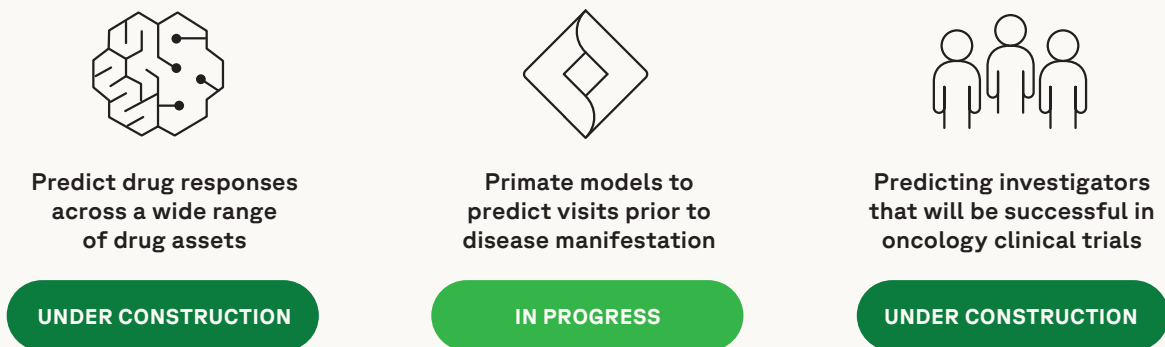 Predict drug responses
across a wide range
of drug assets
UNDER CONSTRUCTION
Primate models to
predict visits prior to
disease manifestation
IN PROGRESS
Predicting investigators
that will be successful in
oncology clinical trials
UNDER CONSTRUCTION